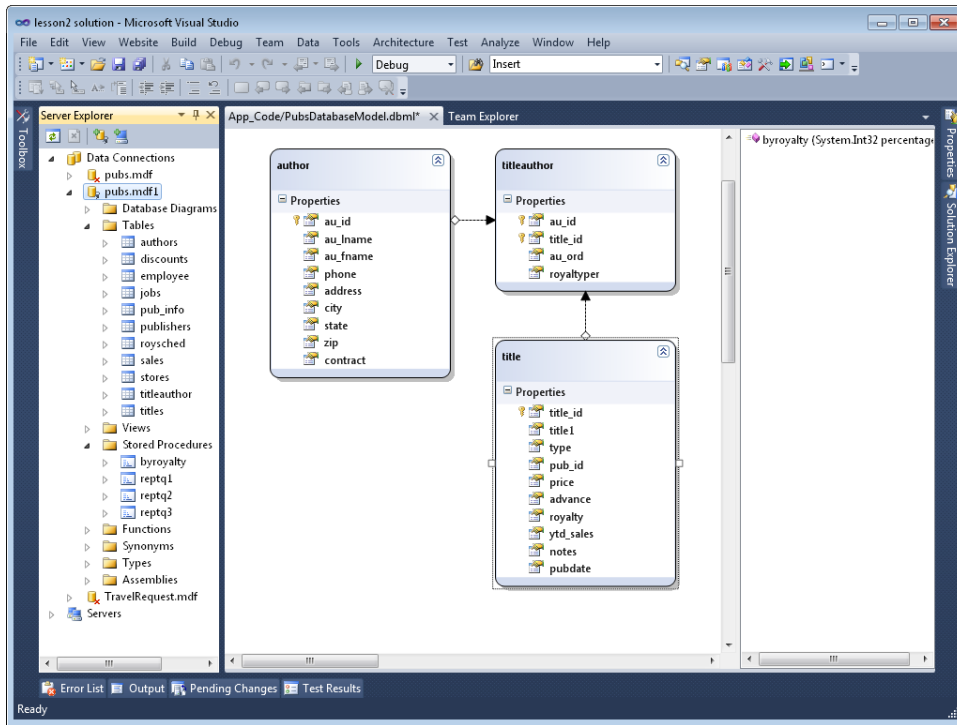 lesson2 solution - Microsoft Visual Studio
File Edit View Website Build Debug Team Data Tools Architecture Test Analyze Window Help
Debug Insert
Toolbox
Server Explorer
Data Connections
pubs.mdf
pubs.mdf1
Database Diagrams
Tables
authors
discounts
employee
jobs
pub_info
publishers
roysched
sales
stores
titleauthor
titles
Views
Stored Procedures
byroyalty
reptq1
reptq2
reptq3
Functions
Synonyms
Types
Assemblies
TravelRequest.mdf
Servers
App_Code/PubsDatabaseModel.dbml* Team Explorer
author
Properties
au_id
au_lname
au_fname
phone
address
city
state
zip
contract
titleauthor
Properties
au_id
title_id
au_ord
royaltyper
title
Properties
title_id
title1
type
pub_id
price
advance
royalty
ytd_sales
notes
pubdate
byroyalty (System.Int32 percentage
Properties
Solution Explorer
Error List Output Pending Changes Test Results
Ready